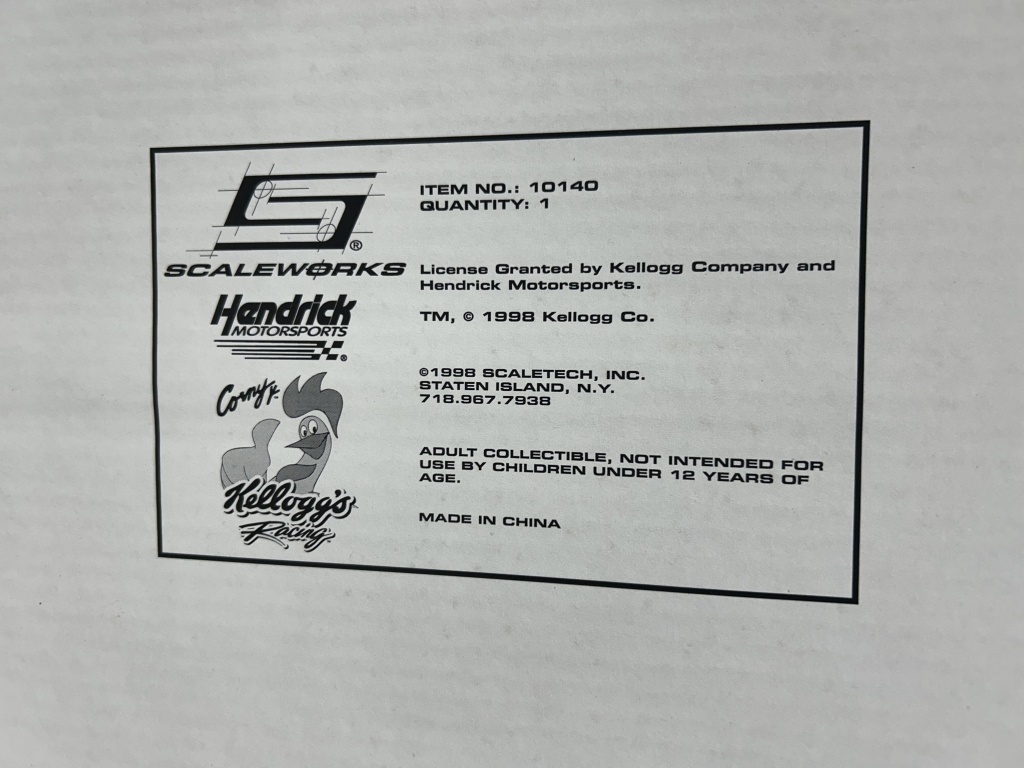 S®
SCALEWORKS
Hendrick
MOTORSPORTS
®
Corny Jr.
Kellogg's
Racing
ITEM NO.: 10140
QUANTITY: 1
License Granted by Kellogg Company and
Hendrick Motorsports.
TM, © 1998 Kellogg Co.
©1998 SCALETECH, INC.
STATEN ISLAND, N.Y.
718.967.7938
ADULT COLLECTIBLE, NOT INTENDED FOR
USE BY CHILDREN UNDER 12 YEARS OF
AGE.
MADE IN CHINA